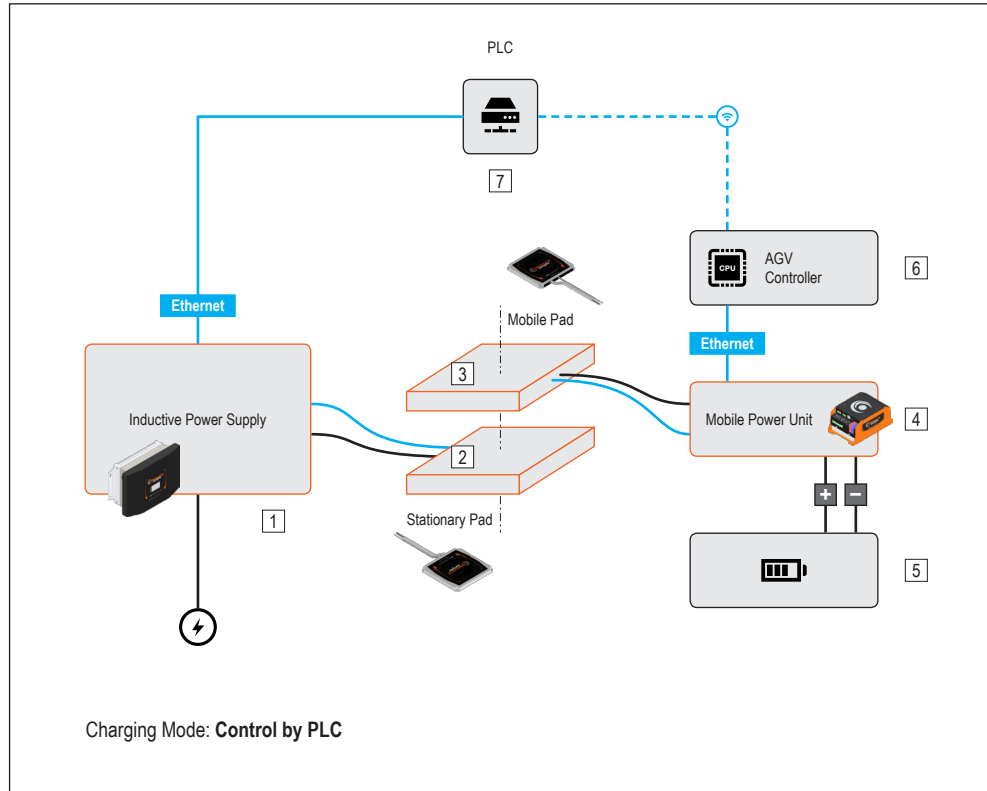 PLC
7
CPU
AGV
Controller
6
Ethernet
Mobile Pad
Ethernet
3
Inductive Power Supply
Mobile Power Unit
4
2
+
−
1
Stationary Pad
5
Charging Mode: Control by PLC